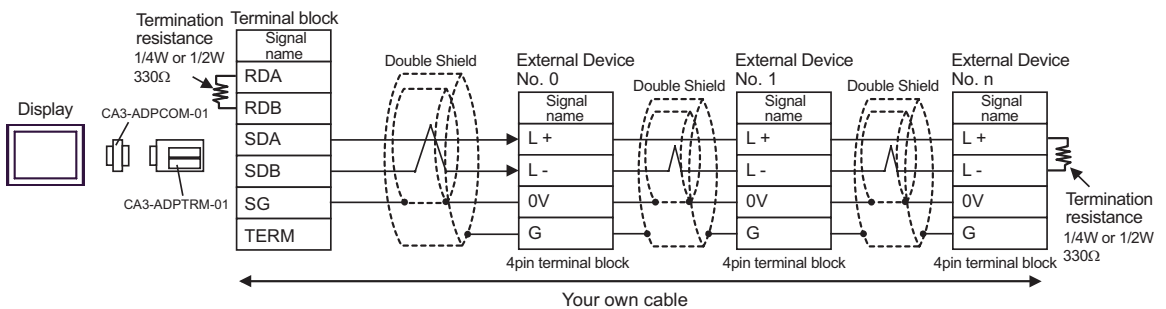 Termination
resistance
1/4W or 1/2W
330Ω
Terminal block
Signal
name
RDA
RDB
SDA
SDB
SG
TERM
Display
CA3-ADPCOM-01
CA3-ADPTRM-01
Double Shield
External Device
No. 0
Signal
name
L +
L -
0V
G
4pin terminal block
Double Shield
External Device
No. 1
Signal
name
L +
L -
0V
G
4pin terminal block
Double Shield
External Device
No. n
Signal
name
L +
L -
0V
G
4pin terminal block
Termination
resistance
1/4W or 1/2W
330Ω
Your own cable